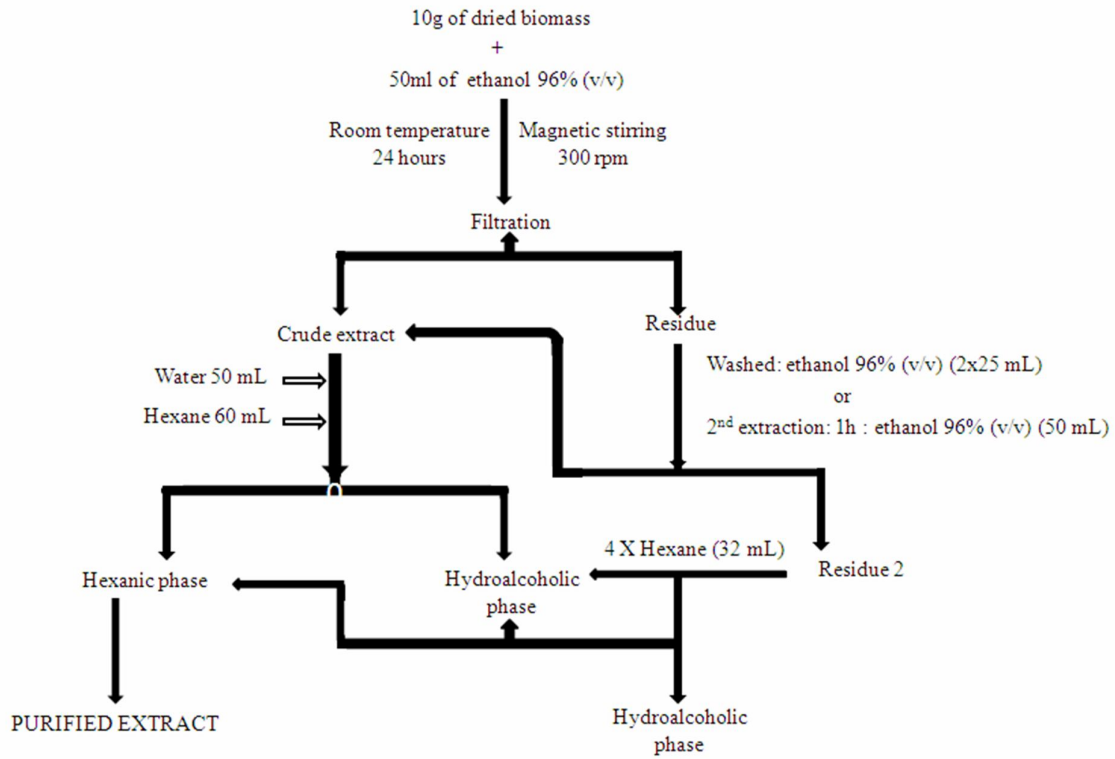 10g of dried biomass
+
50ml of ethanol 96% (v/v)
Room temperature
24 hours
Magnetic stirring
300 rpm
Filtration
Crude extract
Residue
Water 50 mL
Hexane 60 mL
Washed: ethanol 96% (v/v) (2x25 mL)
or
2nd extraction: 1h : ethanol 96% (v/v) (50 mL)
4 X Hexane (32 mL)
Hexanic phase
Hydroalcoholic
phase
Residue 2
PURIFIED EXTRACT
Hydroalcoholic
phase